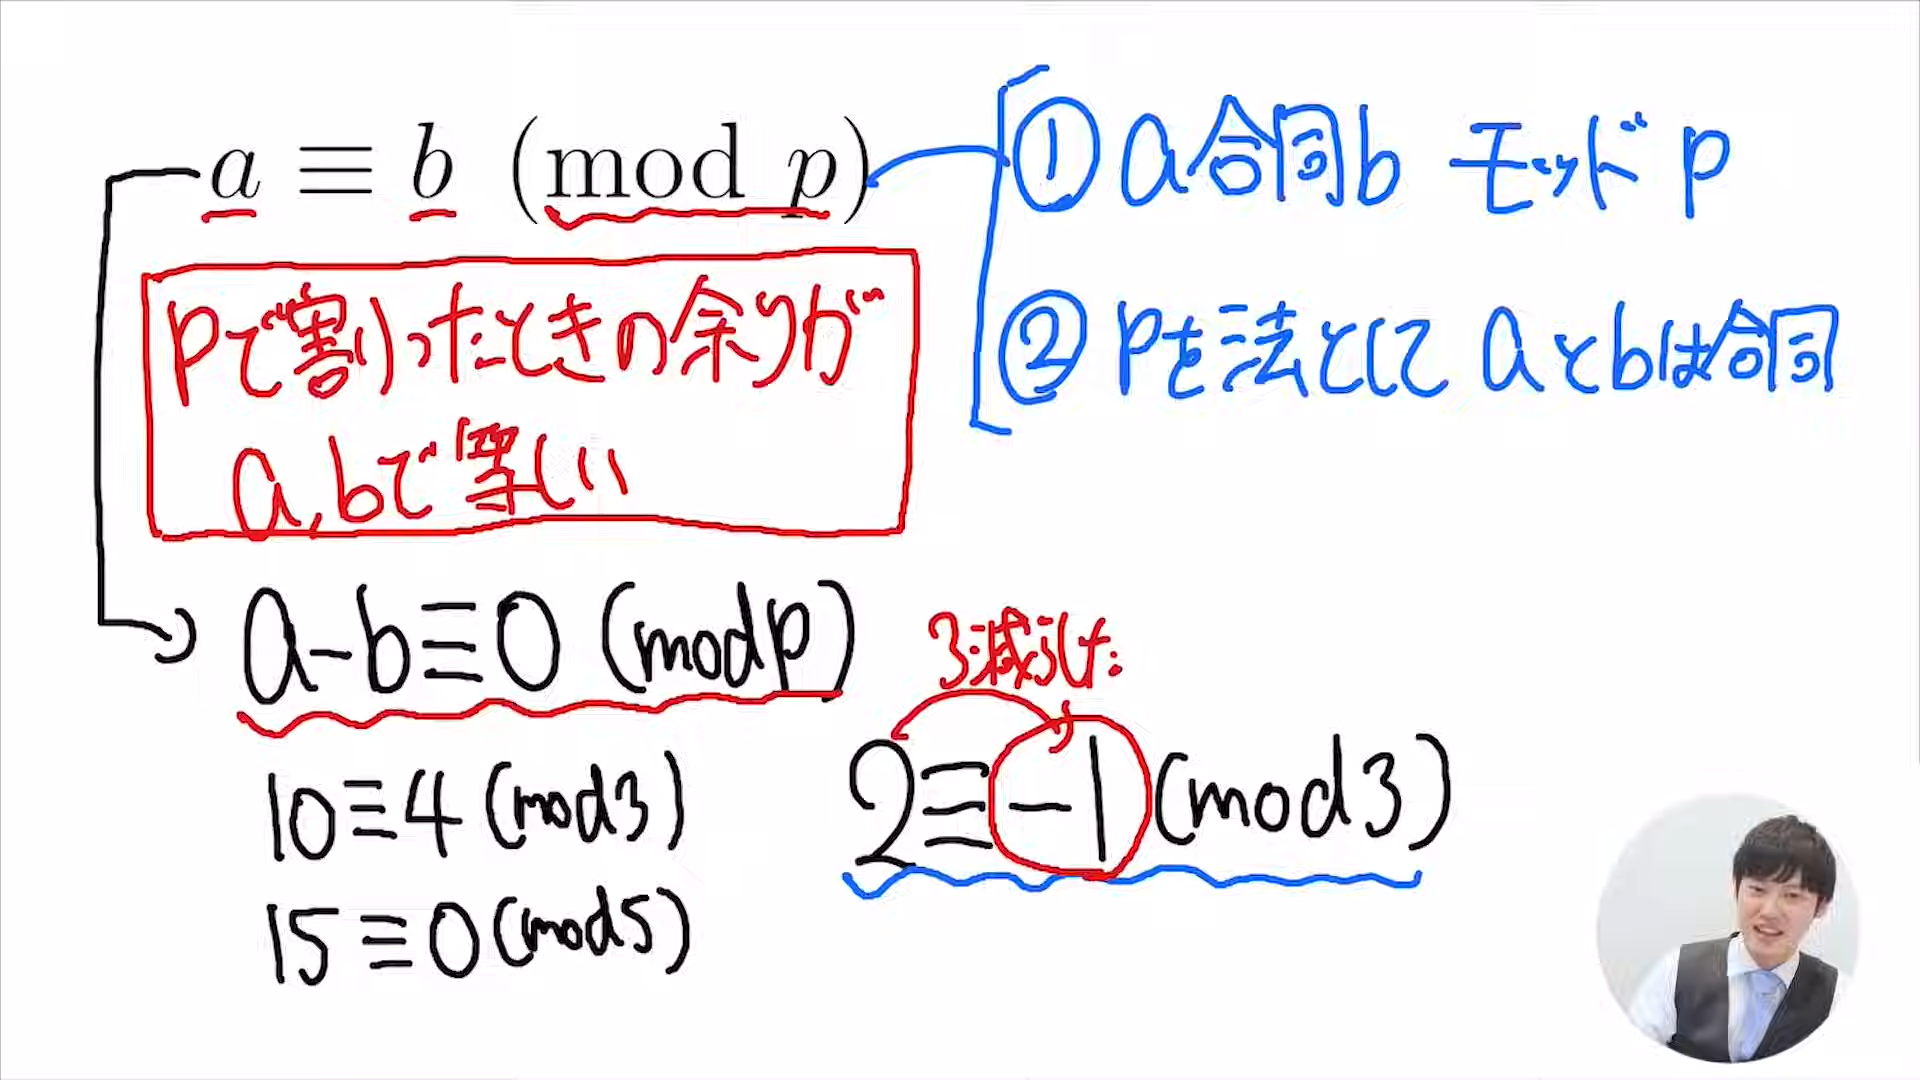 a ≡ b (mod p)
① a合同b モッド p
② pを法としてaとbは合同
pで割ったときの余りが
a,bで等しい
a-b≡0 (mod p)
3減らした
10≡4 (mod3)
2≡-1 (mod3)
15≡0 (mod5)